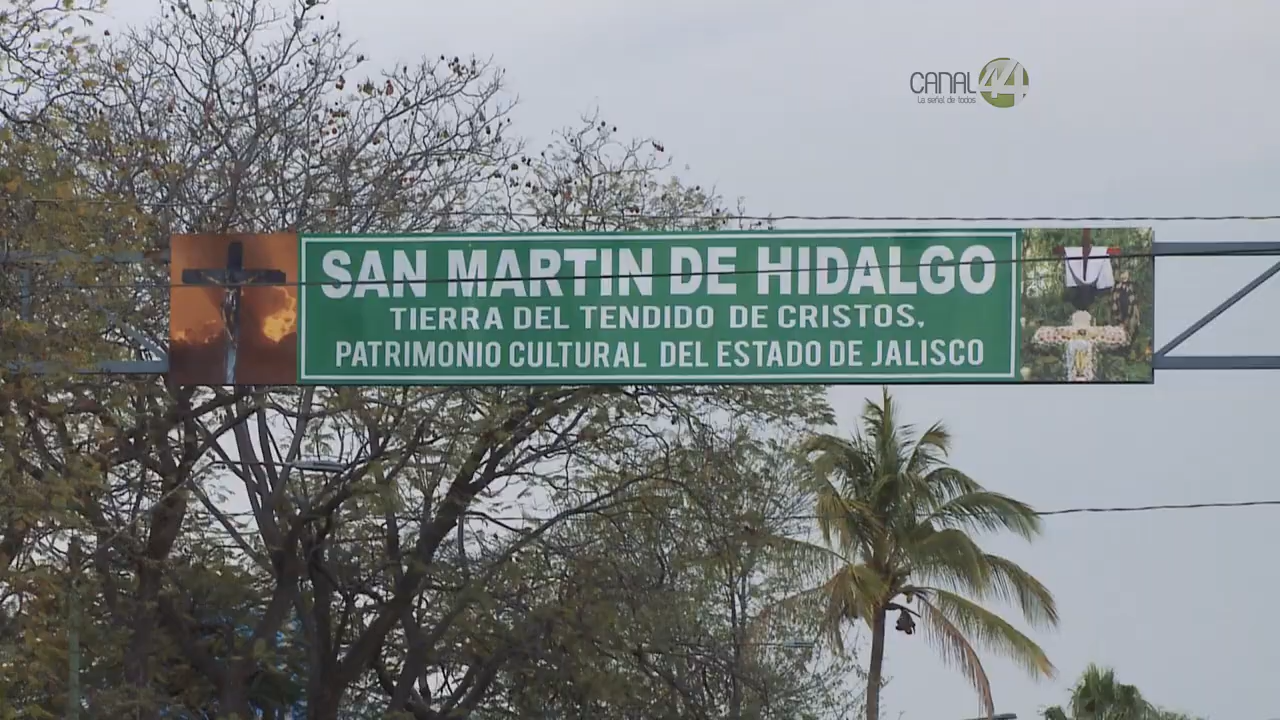 CANAL 44
La señal de todos
SAN MARTIN DE HIDALGO
TIERRA DEL TENDIDO DE CRISTOS.
PATRIMONIO CULTURAL DEL ESTADO DE JALISCO